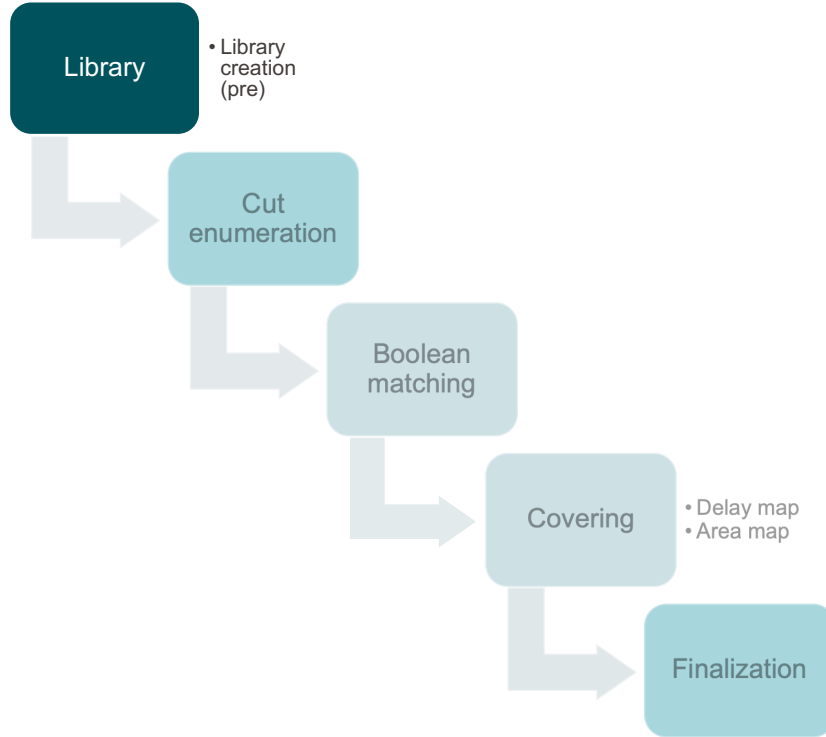 Library
• Library
creation
(pre)
Cut
enumeration
Boolean
matching
Covering
• Delay map
• Area map
Finalization